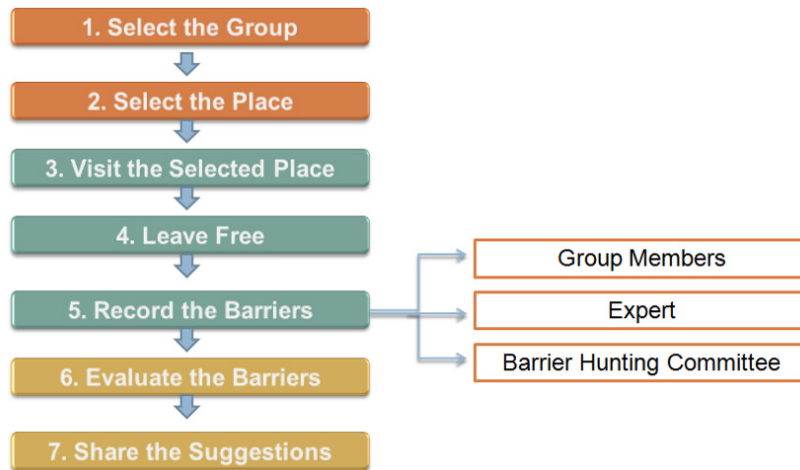 1. Select the Group
2. Select the Place
3. Visit the Selected Place
4. Leave Free
5. Record the Barriers
Group Members
Expert
Barrier Hunting Committee
6. Evaluate the Barriers
7. Share the Suggestions